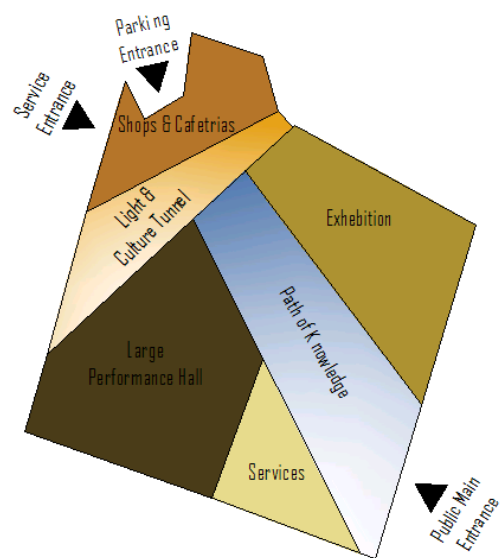 Parking
Entrance
Service
Entrance
Shops & Cafetrias
Light &
Culture Tunnel
Exhebition
Path of Knowledge
Large
Performance Hall
Services
Public Main
Entrance